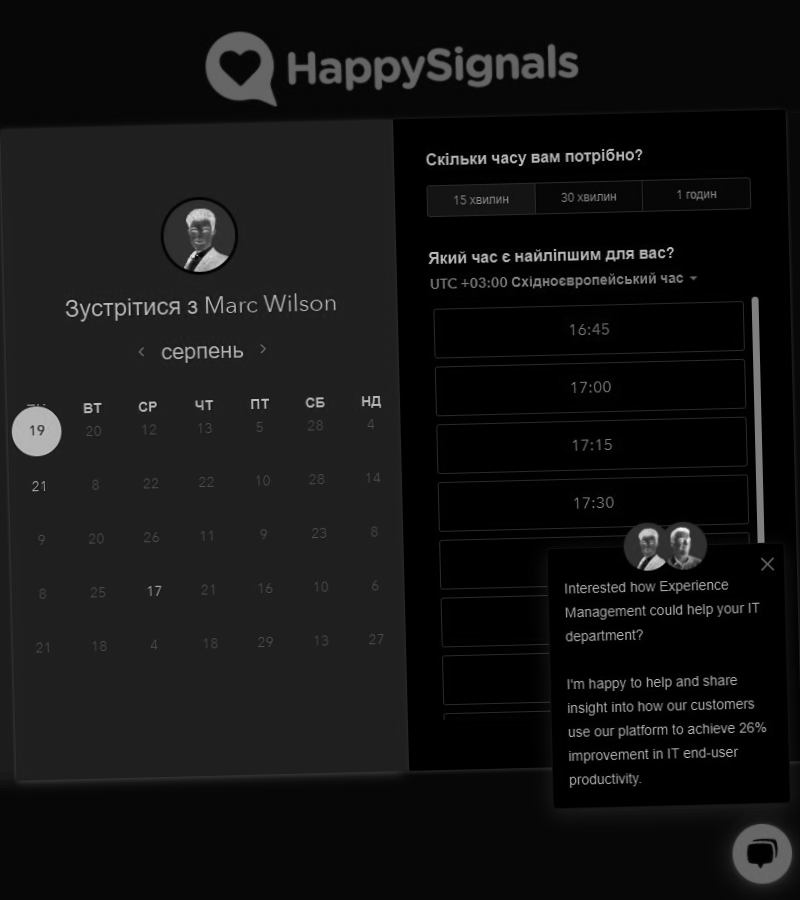 HappySignals
Зустрітися з Marc Wilson
серпень
ВТ СР ЧТ ПТ СБ НД
19 20 12 13 5 28 4
21 8 22 22 10 28 14
9 20 26 11 9 23 8
8 25 17 21 16 10 6
21 18 4 18 29 13 27
Скільки часу вам потрібно?
15 хвилин 30 хвилин 1 годин
Який час є найліпшим для вас?
UTC +03:00 Східноєвропейський час
16:45
17:00
17:15
17:30
Interested how Experience
Management could help your IT
department?
I'm happy to help and share
insight into how our customers
use our platform to achieve 26%
improvement in IT end-user
productivity.